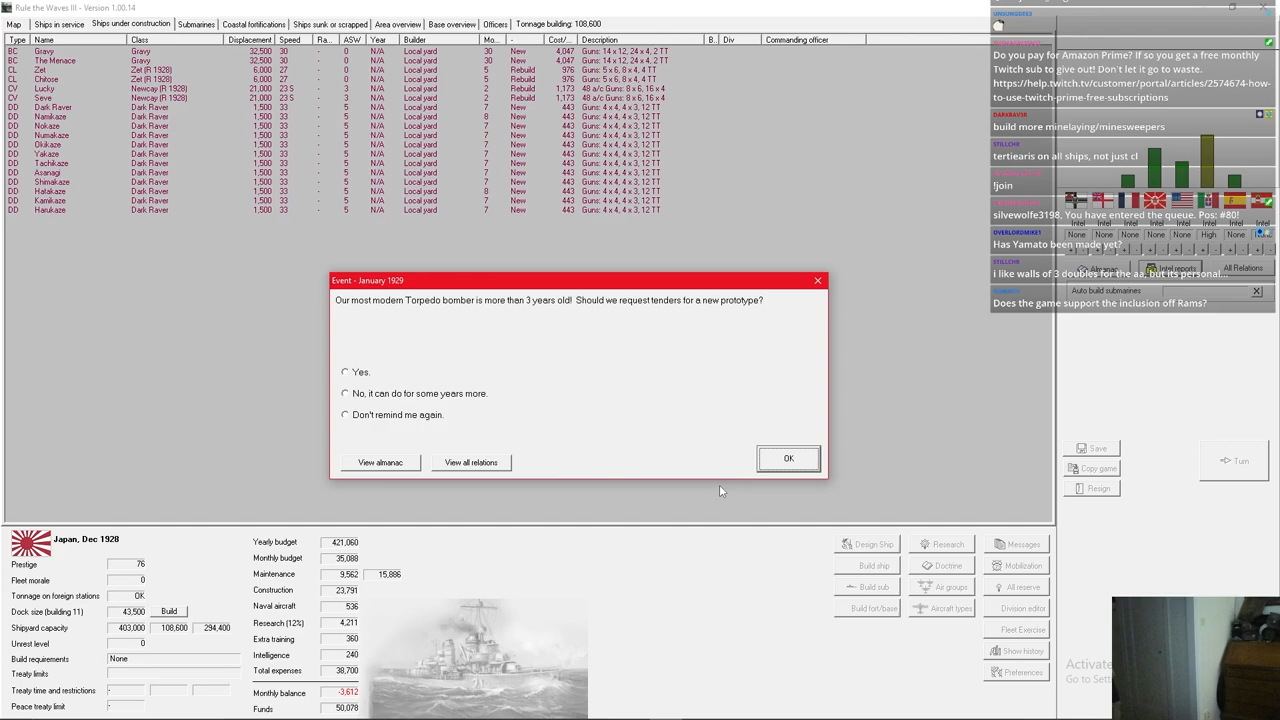 Rule the Waves III - Version 1.00.14
Map Ships in service Ships under construction Submarines Coastal fortifications Ships sunk or scrapped Area overview Base overview Officers Tonnage building: 108,600
Type Name Class Displacement Speed Ra... ASW Year Builder Mo... - Cost/... Description B.. Div Commanding officer
BC Gravy Gravy 32,500 30 - 0 N/A Local yard 30 New 4,047 Guns: 14 x 12, 24 x 4, 2 TT
BC The Menace Gravy 32,500 30 - 0 N/A Local yard 30 New 4,047 Guns: 14 x 12, 24 x 4, 2 TT
CL Zet Zet (R 1928) 6,000 27 - 0 N/A Local yard 5 Rebuild 976 Guns: 5 x 6, 8 x 4, 4 TT
CL Chitose Zet (R 1928) 6,000 27 - 0 N/A Local yard 5 Rebuild 976 Guns: 5 x 6, 8 x 4, 4 TT
CV Lucky Newcay (R 1928) 21,000 23 S - 3 N/A Local yard 2 Rebuild 1,173 48 a/c Guns: 8 x 6, 16 x 4
CV Seve Newcay (R 1928) 21,000 23 S - 3 N/A Local yard 2 Rebuild 1,173 48 a/c Guns: 8 x 6, 16 x 4
DD Dark Raver Dark Raver 1,500 33 - 5 N/A Local yard 7 New 443 Guns: 4 x 4, 4 x 3, 12 TT
DD Namikaze Dark Raver 1,500 33 - 5 N/A Local yard 8 New 443 Guns: 4 x 4, 4 x 3, 12 TT
DD Nokaze Dark Raver 1,500 33 - 5 N/A Local yard 7 New 443 Guns: 4 x 4, 4 x 3, 12 TT
DD Numakaze Dark Raver 1,500 33 - 5 N/A Local yard 7 New 443 Guns: 4 x 4, 4 x 3, 12 TT
DD Okikaze Dark Raver 1,500 33 - 5 N/A Local yard 7 New 443 Guns: 4 x 4, 4 x 3, 12 TT
DD Yakaze Dark Raver 1,500 33 - 5 N/A Local yard 7 New 443 Guns: 4 x 4, 4 x 3, 12 TT
DD Tachikaze Dark Raver 1,500 33 - 5 N/A Local yard 7 New 443 Guns: 4 x 4, 4 x 3, 12 TT
DD Asanagi Dark Raver 1,500 33 - 5 N/A Local yard 7 New 443 Guns: 4 x 4, 4 x 3, 12 TT
DD Shimakaze Dark Raver 1,500 33 - 5 N/A Local yard 7 New 443 Guns: 4 x 4, 4 x 3, 12 TT
DD Hatakaze Dark Raver 1,500 33 - 5 N/A Local yard 8 New 443 Guns: 4 x 4, 4 x 3, 12 TT
DD Kamikaze Dark Raver 1,500 33 - 5 N/A Local yard 7 New 443 Guns: 4 x 4, 4 x 3, 12 TT
DD Harukaze Dark Raver 1,500 33 - 5 N/A Local yard 7 New 443 Guns: 4 x 4, 4 x 3, 12 TT
Do you pay for Amazon Prime? If so you get a free monthly
Twitch sub to give out! Don't let it go to waste.
https://help.twitch.tv/customer/portal/articles/2574674-how-
to-use-twitch-prime-free-subscriptions
DARKRAVER
build more minelaying/minesweepers
STILLCHR
tertiearis on all ships, not just cl
!join
silvewolfe3198, You have entered the queue. Pos: #80!
Intel Intel Intel Intel Intel Intel Intel
None None None None None High None
OVERLORDMIKE1
Has Yamato been made yet?
STILLCHR
i like walls of 3 doubles for the aa, but its personal...
Almanac Intel reports All Relations
Auto build submarines
Does the game support the inclusion off Rams?
Event - January 1929
Our most modern Torpedo bomber is more than 3 years old! Should we request tenders for a new prototype?
Yes.
No, it can do for some years more.
Don't remind me again.
View almanac View all relations OK
Save
Copy game
Resign
Turn
Japan, Dec 1928
Prestige 76
Fleet morale 0
Tonnage on foreign stations OK
Dock size (building 11) 43,500 Build
Shipyard capacity 403,000 108,600 294,400
Unrest level 0
Build requirements None
Treaty limits
Treaty time and restrictions - 
Peace treaty limit -
Yearly budget 421,060
Monthly budget 35,088
Maintenance 9,562 15,886
Construction 23,791
Naval aircraft 536
Research (12%) 4,211
Extra training 360
Intelligence 240
Total expenses 38,700
Monthly balance -3,612
Funds 50,078
Design Ship Research Messages
Build ship Doctrine Mobilization
Build sub Air groups All reserve
Build fort/base Aircraft types Division editor
Fleet Exercise
Show history
Preferences
Activate
Go to Sett